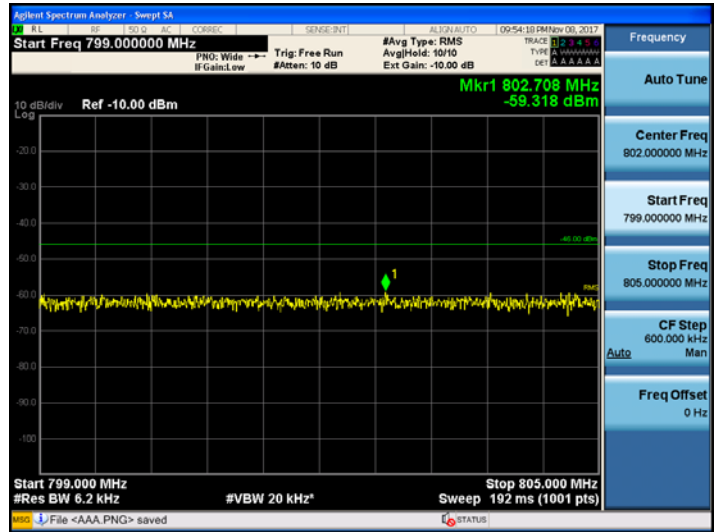 Agilent Spectrum Analyzer - Swept SA
RL RF 50 Ω AC CORREC SENSE:INT ALIGN AUTO 09:54:18 PM Nov 08, 2017
Start Freq 799.000000 MHz
PNO: Wide
IFGain:Low
Trig: Free Run
#Atten: 10 dB
#Avg Type: RMS
Avg|Hold: 10/10
Ext Gain: -10.00 dB
TRACE 1 2 3 4 5 6
TYPE A
DET A A A A A A
Mkr1 802.708 MHz
-59.318 dBm
10 dB/div Ref -10.00 dBm
Log
-20.0
-30.0
-40.0
-46.00 dBm
-50.0
1
RMS
-60.0
-70.0
-80.0
-90.0
-100
Start 799.000 MHz Stop 805.000 MHz
#Res BW 6.2 kHz #VBW 20 kHz* Sweep 192 ms (1001 pts)
MSG File <AAA.PNG> saved STATUS
Frequency
Auto Tune
Center Freq
802.000000 MHz
Start Freq
799.000000 MHz
Stop Freq
805.000000 MHz
CF Step
600.000 kHz
Auto Man
Freq Offset
0 Hz